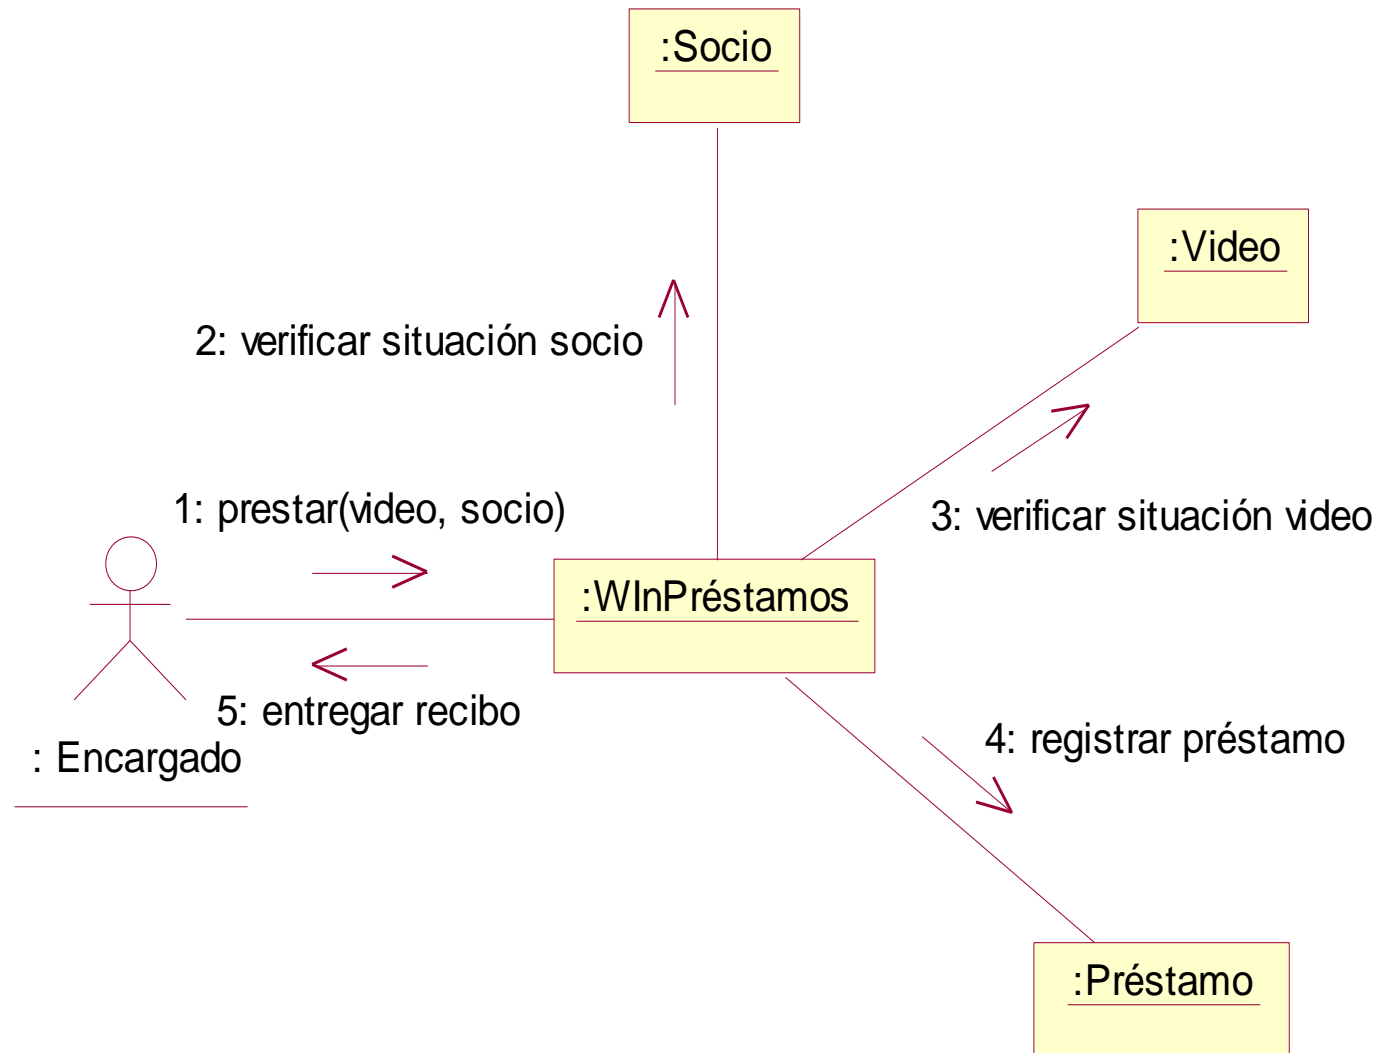 :Socio
:Video
2: verificar situación socio
1: prestar(video, socio)
3: verificar situación video
:WInPréstamos
5: entregar recibo
4: registrar préstamo
: Encargado
:Préstamo